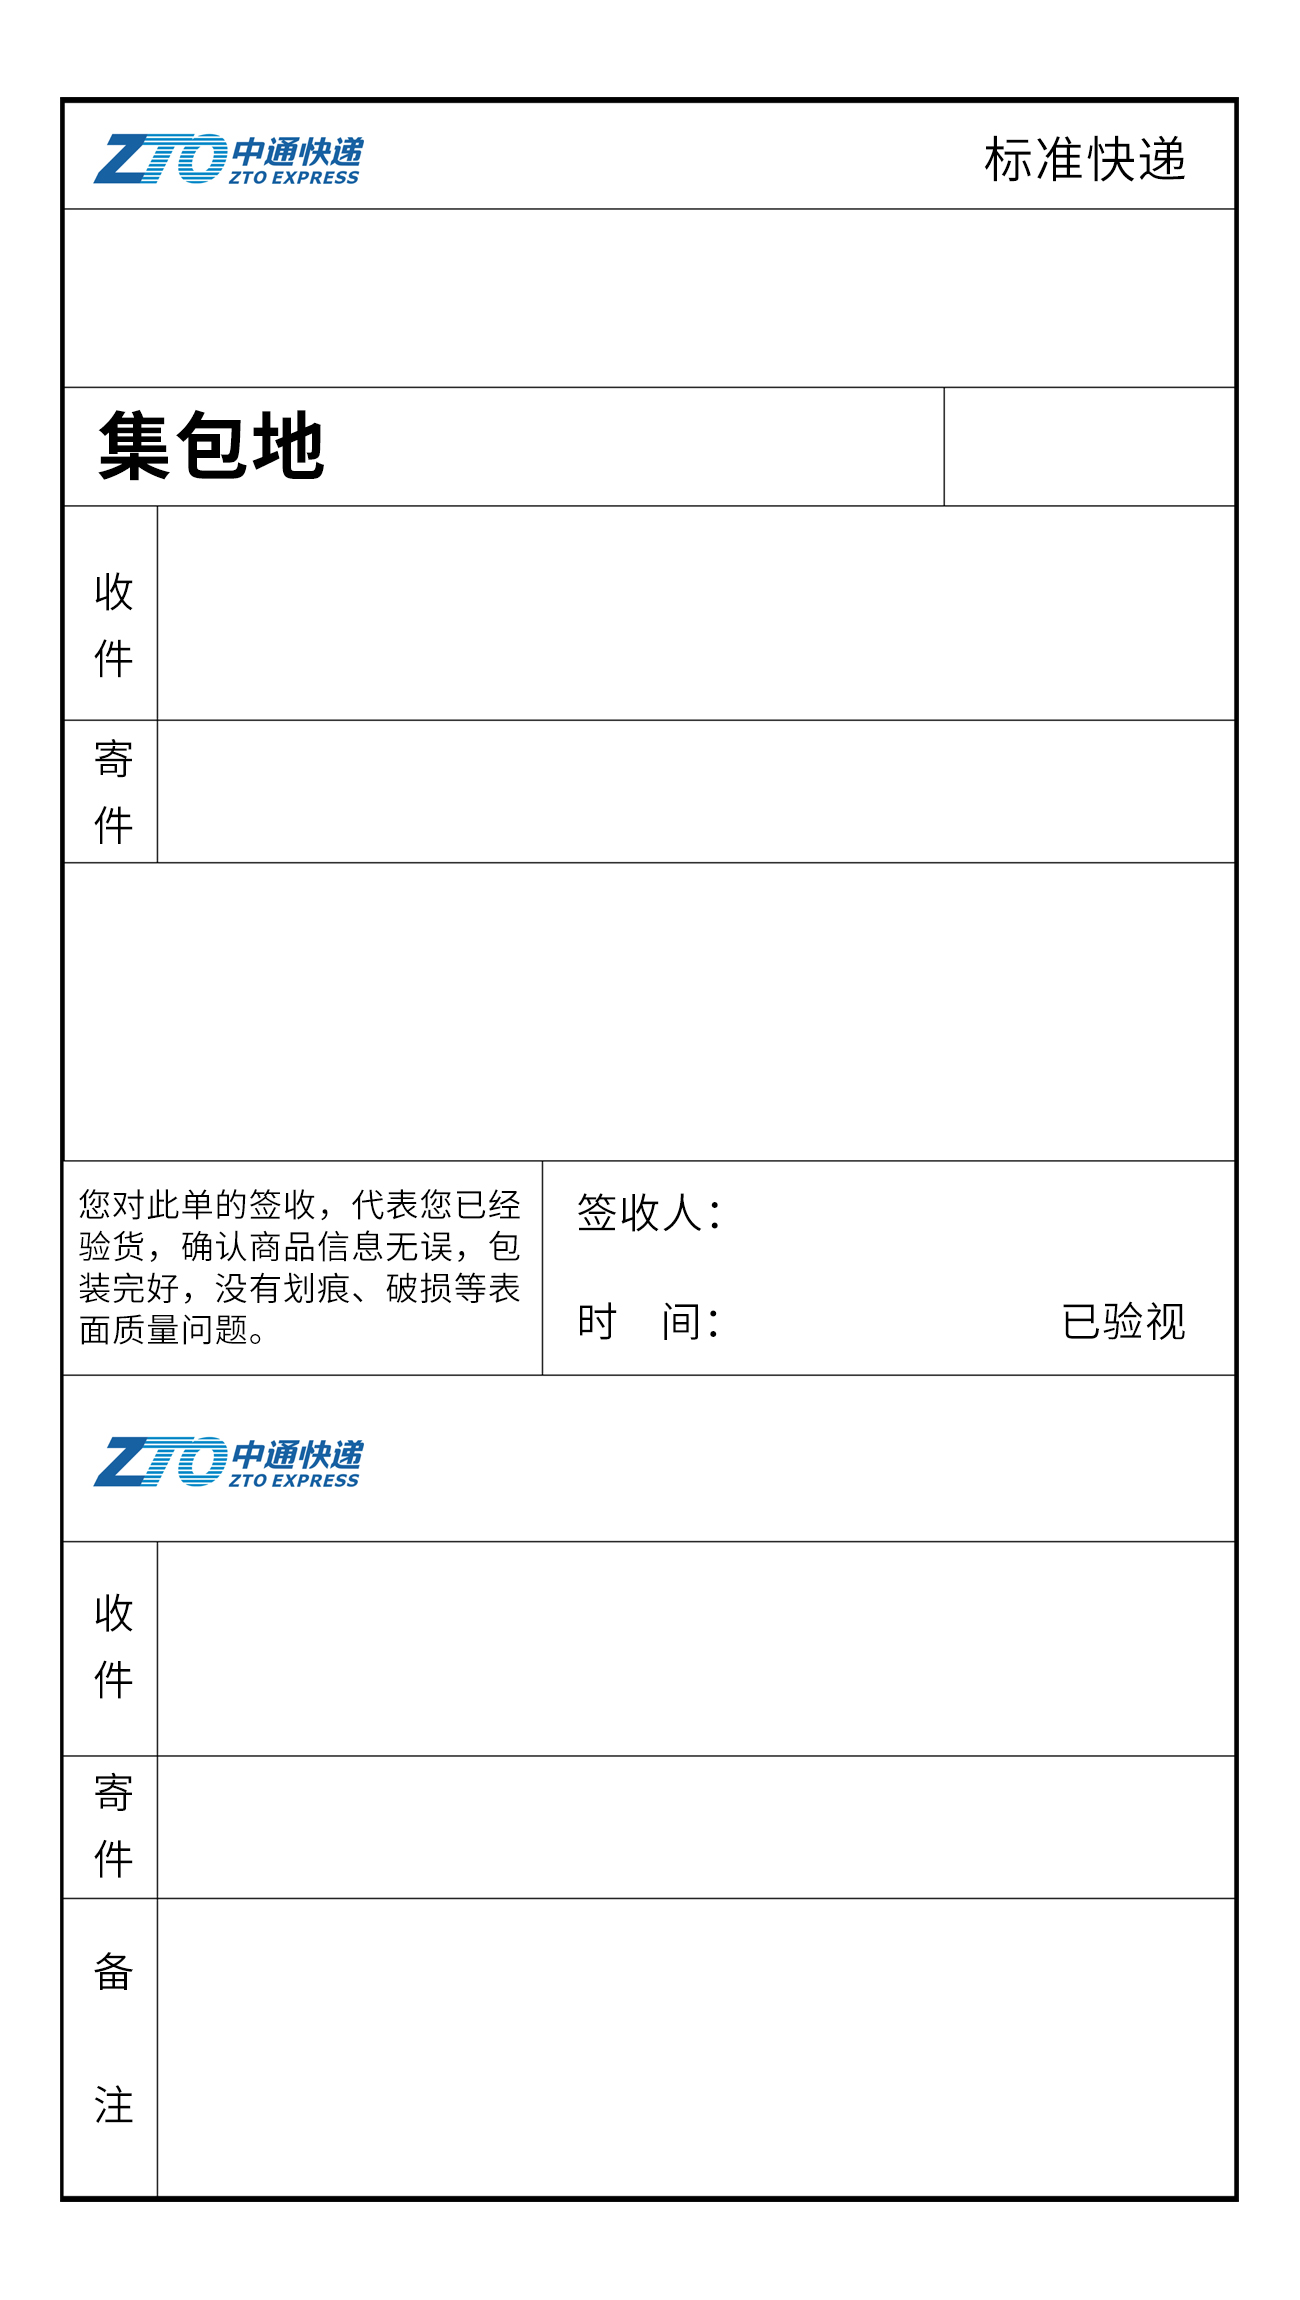 ZTO 中通快递
ZTO EXPRESS
标准快递
集包地
收
件
寄
件
您对此单的签收，代表您已经
验货，确认商品信息无误，包
装完好，没有划痕、破损等表
面质量问题。
签收人：
时 间：
已验视
ZTO 中通快递
ZTO EXPRESS
收
件
寄
件
备
注